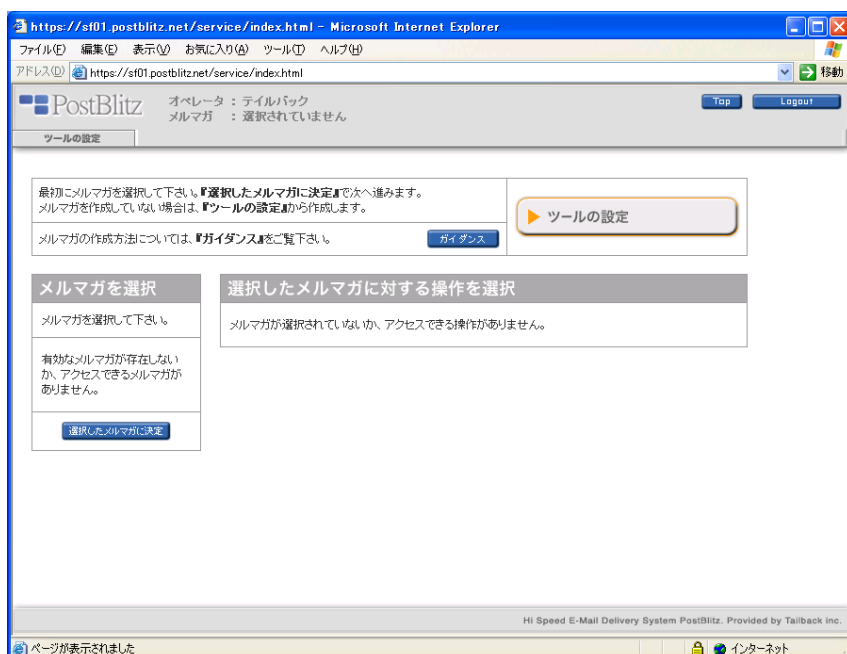 https://sf01.postblitz.net/service/index.html - Microsoft Internet Explorer
ファイル(F) 編集(E) 表示(V) お気に入り(A) ツール(T) ヘルプ(H)
アドレス(D) https://sf01.postblitz.net/service/index.html 移動
PostBlitz
オペレータ : テイルバック
メルマガ : 選択されていません
Top Logout
ツールの設定
最初にメルマガを選択して下さい。『選択したメルマガに決定』で次へ進みます。
メルマガを作成していない場合は、『ツールの設定』から作成します。
ツールの設定
メルマガの作成方法については、『ガイダンス』をご覧下さい。 ガイダンス
メルマガを選択
メルマガを選択して下さい。
有効なメルマガが存在しない
か、アクセスできるメルマガが
ありません。
選択したメルマガに決定
選択したメルマガに対する操作を選択
メルマガが選択されていないか、アクセスできる操作がありません。
Hi Speed E-Mail Delivery System PostBlitz. Provided by Tailback inc.
ページが表示されました インターネット